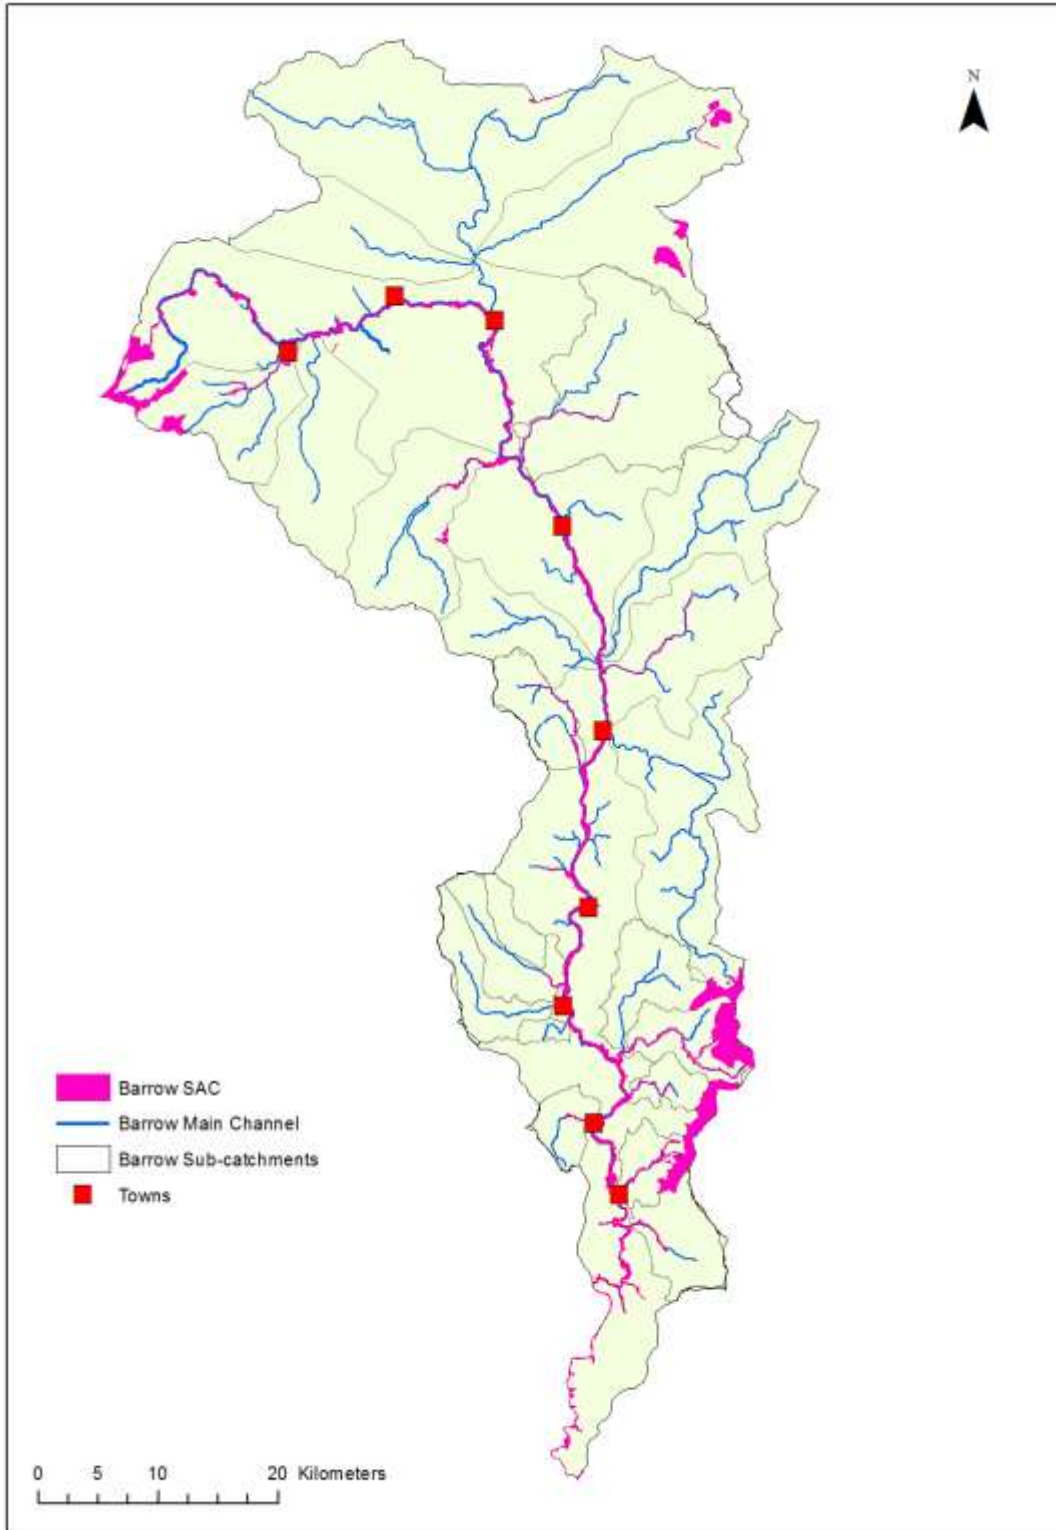 N
Barrow SAC
Barrow Main Channel
Barrow Sub-catchments
Towns
0 5 10 20 Kilometers